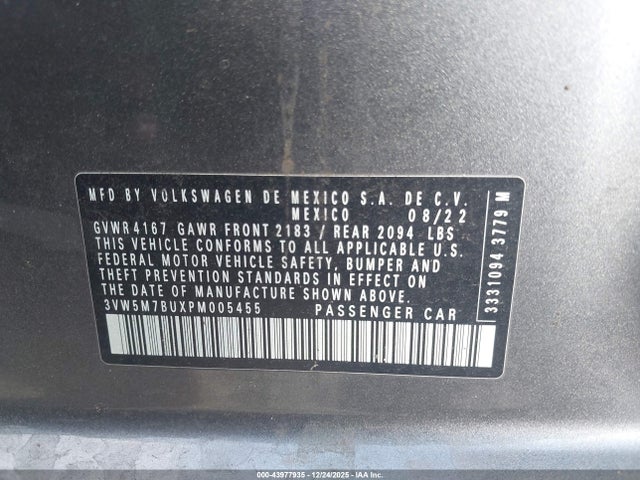 MFD BY VOLKSWAGEN DE MEXICO S.A. DE C.V.
MEXICO 08/22
GVWR 4167 GAWR FRONT 2183 / REAR 2094 LBS
THIS VEHICLE CONFORMS TO ALL APPLICABLE U.S.
FEDERAL MOTOR VEHICLE SAFETY, BUMPER AND
THEFT PREVENTION STANDARDS IN EFFECT ON
THE DATE OF MANUFACTURE SHOWN ABOVE.
3VW5M7BUXPM005455 PASSENGER CAR
3331094 3779 M
000-43977935 - 12/24/2025 - IAA Inc.